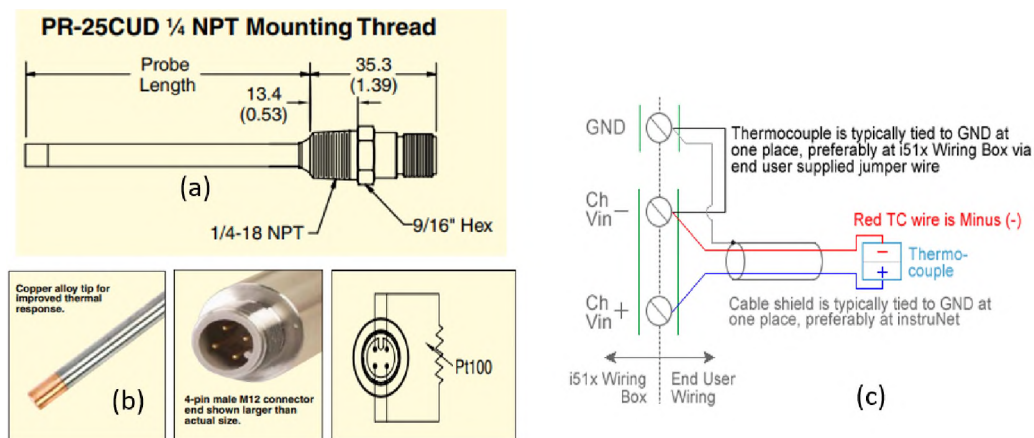 PR-25CUD ¼ NPT Mounting Thread
Probe
Length
35.3
(1.39)
13.4
(0.53)
(a)
1/4-18 NPT
9/16" Hex
Copper alloy tip for
improved thermal
response.
(b)
4-pin male M12 connector
end shown larger than
actual size.
Pt100
GND
Thermocouple is typically tied to GND at
one place, preferably at i51x Wiring Box via
end user supplied jumper wire
Ch
Vin −
Red TC wire is Minus (-)
−
Thermo-
couple
+
Ch
Vin +
Cable shield is typically tied to GND at
one place, preferably at instruNet
i51x Wiring
Box
End User
Wiring
(c)